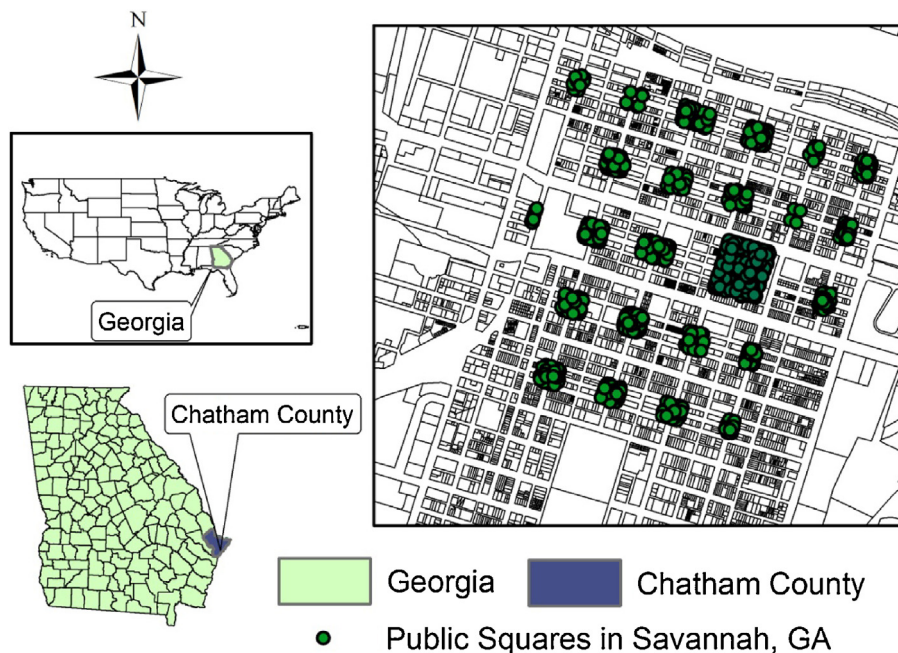 N
Georgia
Chatham County
Georgia
Chatham County
Public Squares in Savannah, GA